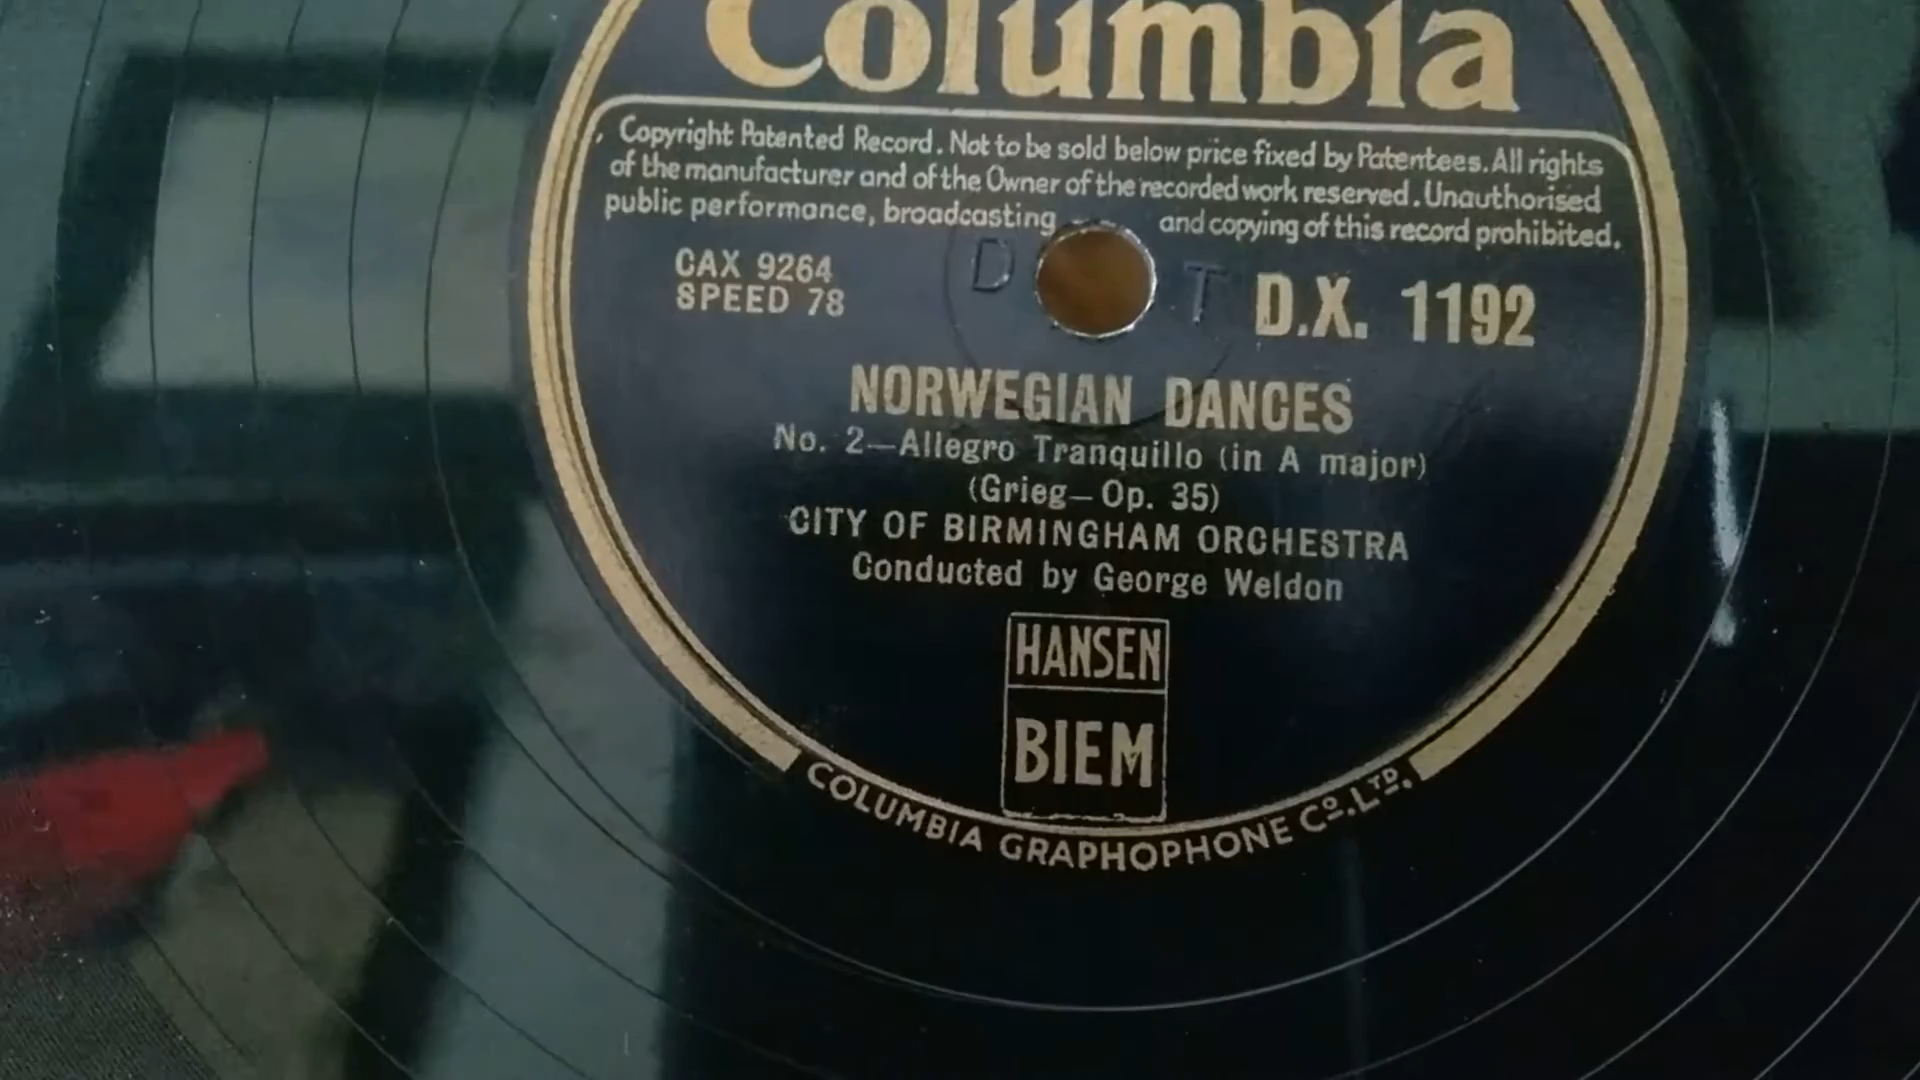 Columbia
Copyright Patented Record. Not to be sold below price fixed by Patentees. All rights
of the manufacturer and of the Owner of the recorded work reserved. Unauthorised
public performance, broadcasting and copying of this record prohibited.
CAX 9264
SPEED 78
D T
D.X. 1192
NORWEGIAN DANCES
No. 2—Allegro Tranquillo (in A major)
(Grieg—Op. 35)
CITY OF BIRMINGHAM ORCHESTRA
Conducted by George Weldon
HANSEN
BIEM
COLUMBIA GRAPHOPHONE Co. LTD.